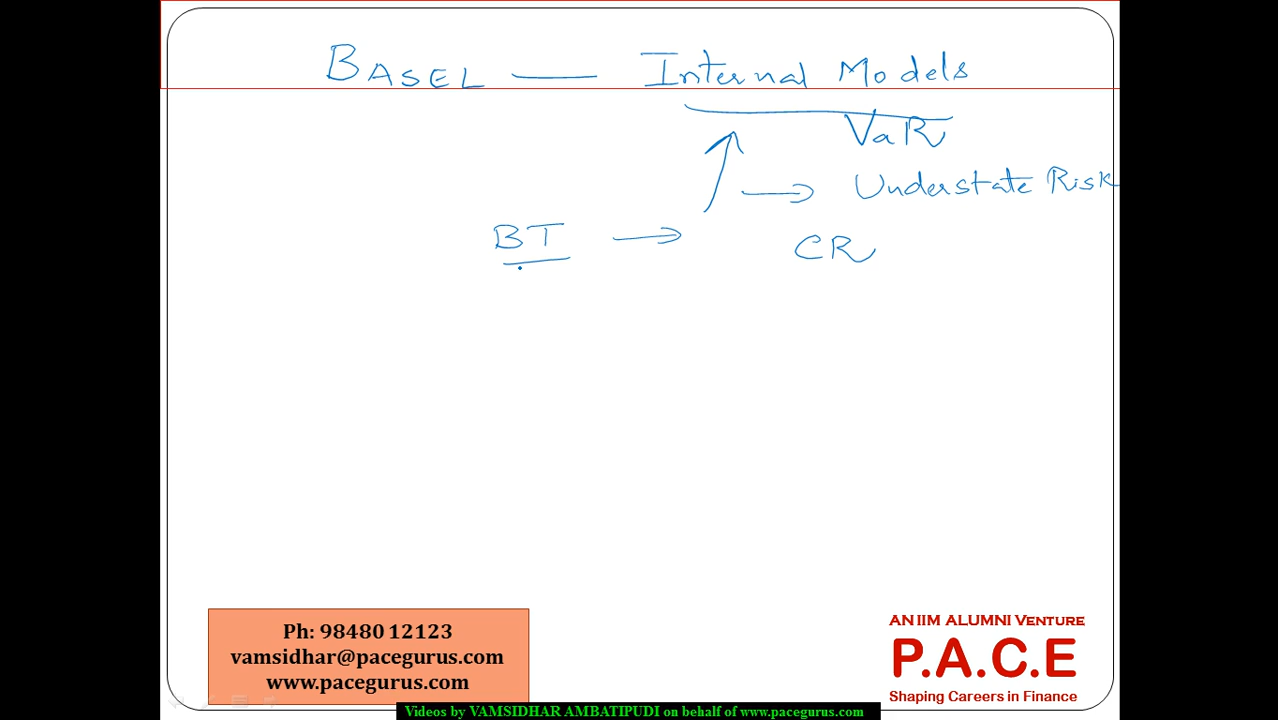 BASEL — Internal Models
VaR
→ Understate Risk
BT → CR
Ph: 98480 12123
vamsidhar@pacegurus.com
www.pacegurus.com
AN IIM ALUMNI VENTURE
P.A.C.E
Shaping Careers in Finance
Videos by VAMSIDHAR AMBATIPUDI on behalf of www.pacegurus.com